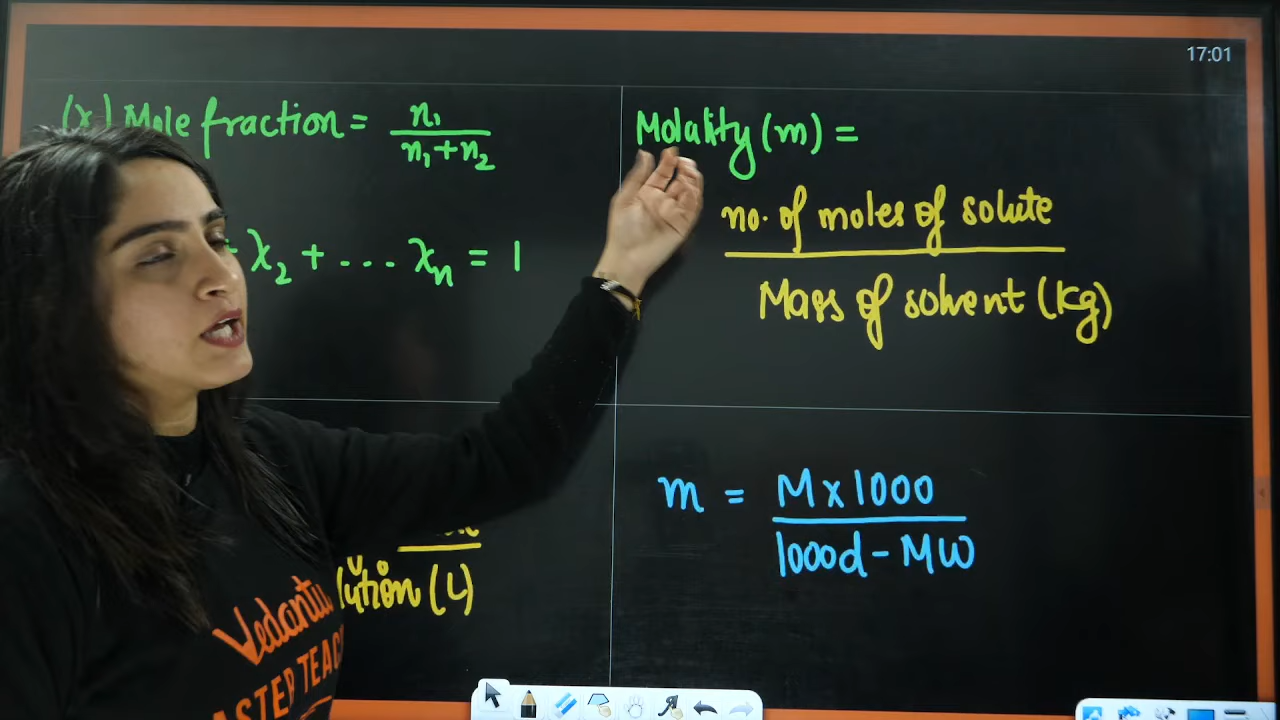 17:01
(x) Mole fraction = n₁ / n₁+n₂
χ₂ + ... χₙ = 1
lution (L)
Molality (m) =
no. of moles of solute
Mass of solvent (Kg)
m = M x 1000
1000d - MW
Vedantu
ASTER TEAC